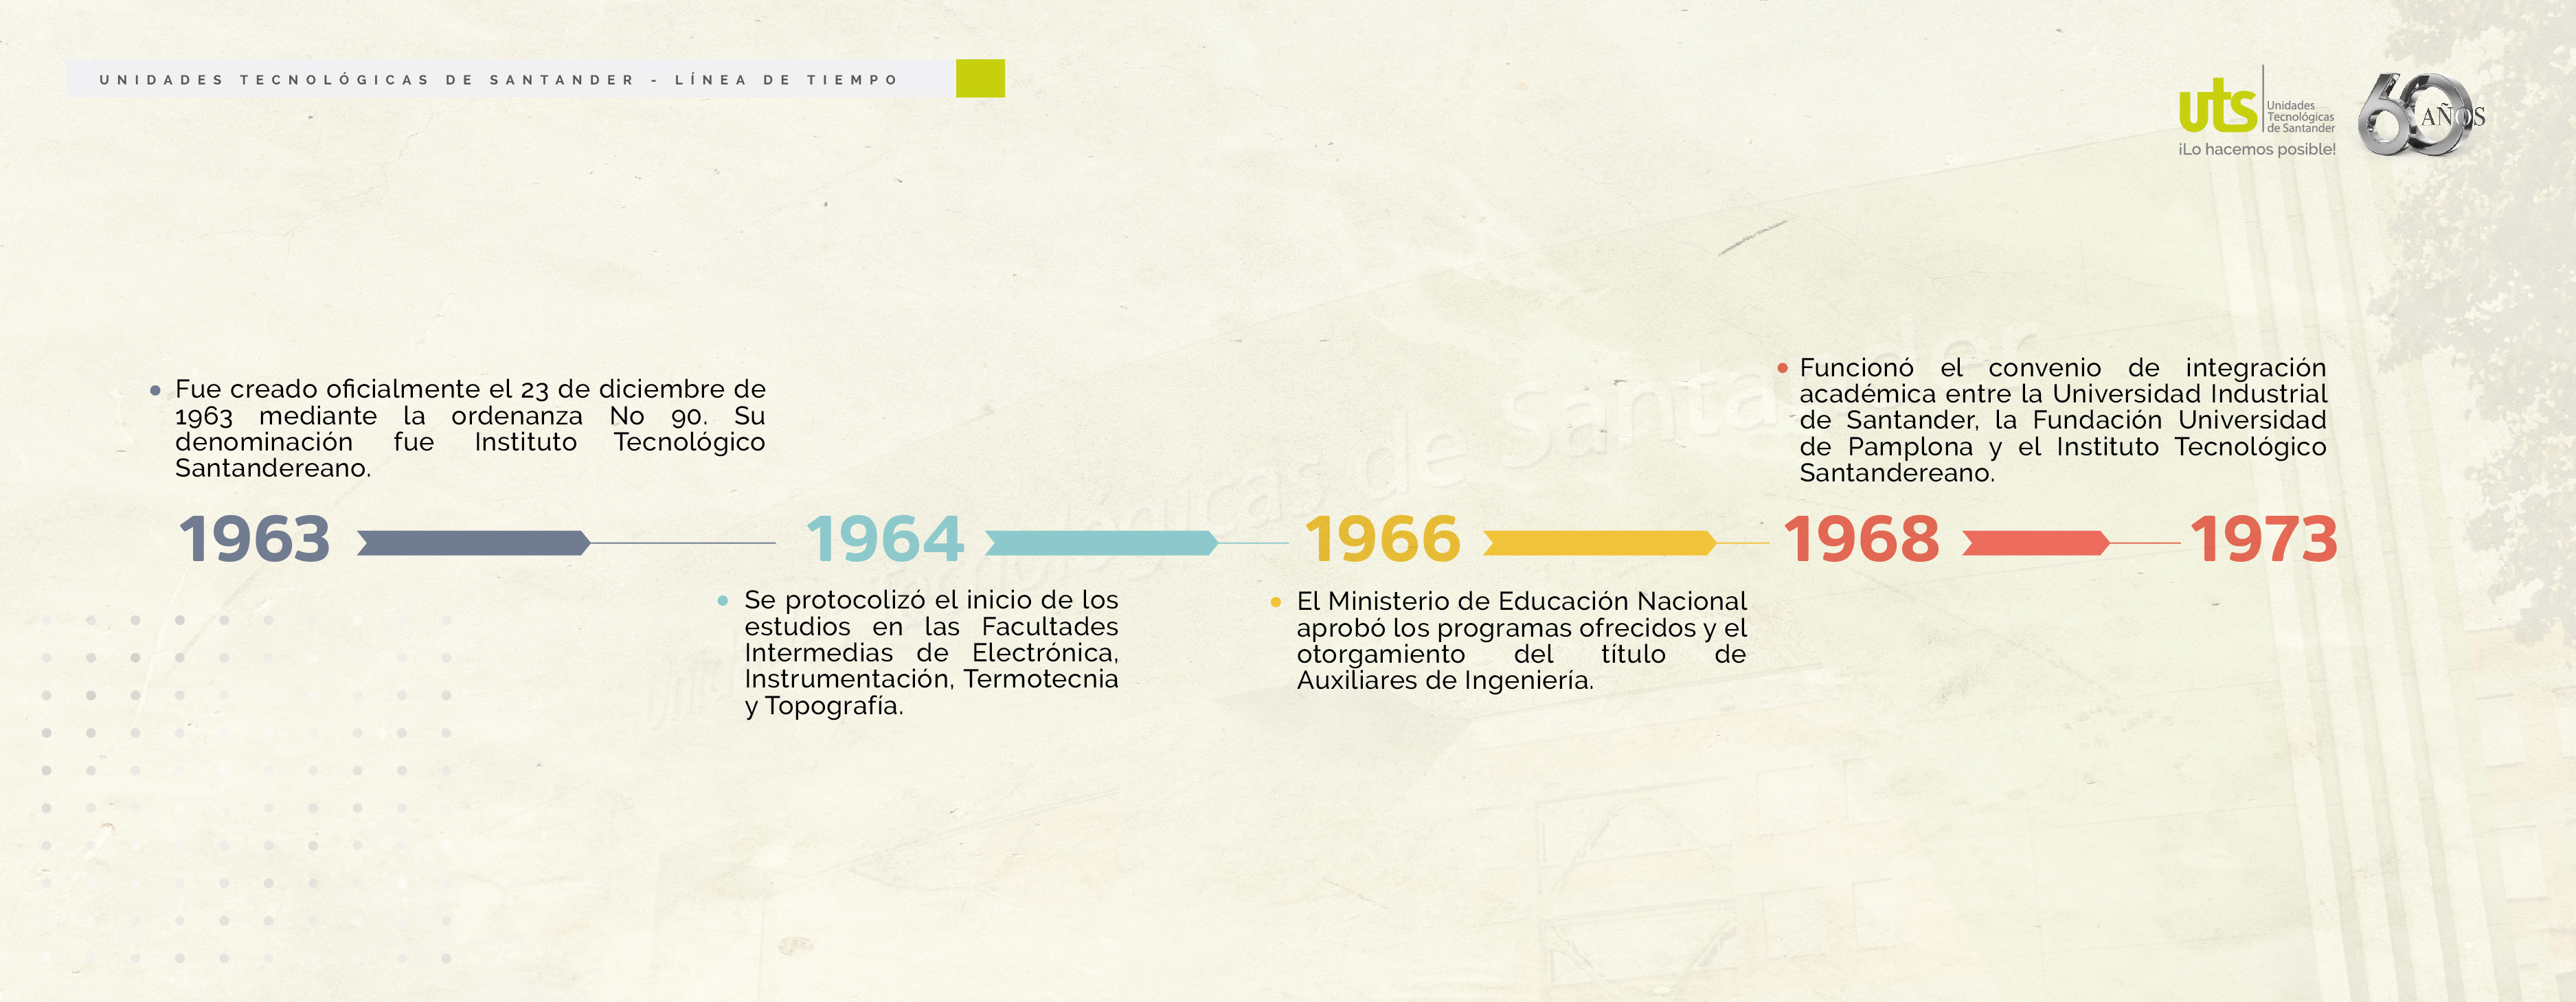 UNIDADES TECNOLÓGICAS DE SANTANDER - LÍNEA DE TIEMPO
uts
Unidades
Tecnológicas
de Santander
¡Lo hacemos posible!
60 AÑOS
Fue creado oficialmente el 23 de diciembre de
1963 mediante la ordenanza No 90. Su
denominación fue Instituto Tecnológico
Santandereano.
Funcionó el convenio de integración
académica entre la Universidad Industrial
de Santander, la Fundación Universidad
de Pamplona y el Instituto Tecnológico
Santandereano.
1963
1964
1966
1968
1973
Se protocolizó el inicio de los
estudios en las Facultades
Intermedias de Electrónica,
Instrumentación, Termotecnia
y Topografía.
El Ministerio de Educación Nacional
aprobó los programas ofrecidos y el
otorgamiento del título de
Auxiliares de Ingeniería.
Tecnológicas de Santander